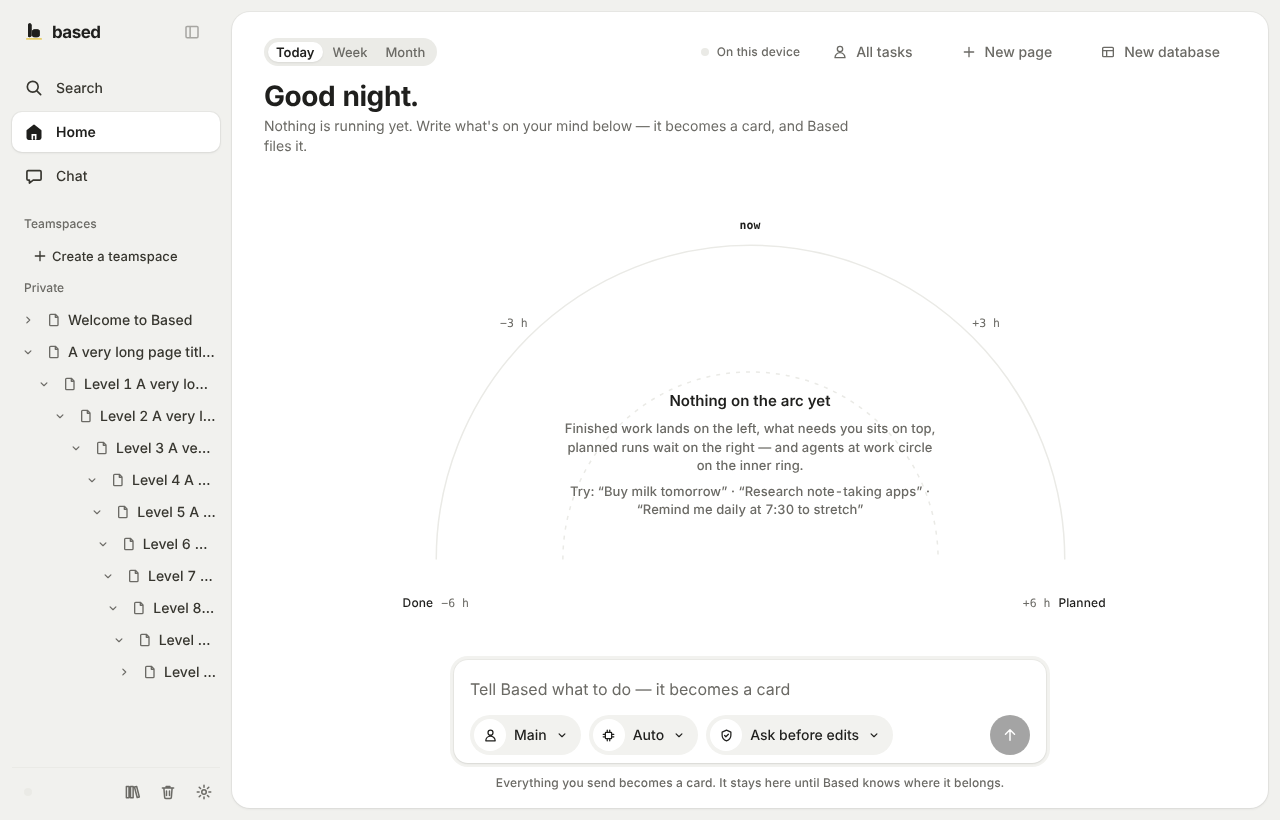 based
Search
Home
Chat
Teamspaces
Create a teamspace
Private
Welcome to Based
A very long page titl...
Level 1 A very lo...
Level 2 A very l...
Level 3 A ve...
Level 4 A ...
Level 5 A ...
Level 6 ...
Level 7 ...
Level 8...
Level ...
Level ...
Today Week Month
On this device
All tasks
New page
New database
Good night.
Nothing is running yet. Write what's on your mind below — it becomes a card, and Based
files it.
now
−3 h
+3 h
Nothing on the arc yet
Finished work lands on the left, what needs you sits on top,
planned runs wait on the right — and agents at work circle
on the inner ring.
Try: “Buy milk tomorrow” · “Research note-taking apps” ·
“Remind me daily at 7:30 to stretch”
Done −6 h
+6 h Planned
Tell Based what to do — it becomes a card
Main
Auto
Ask before edits
Everything you send becomes a card. It stays here until Based knows where it belongs.